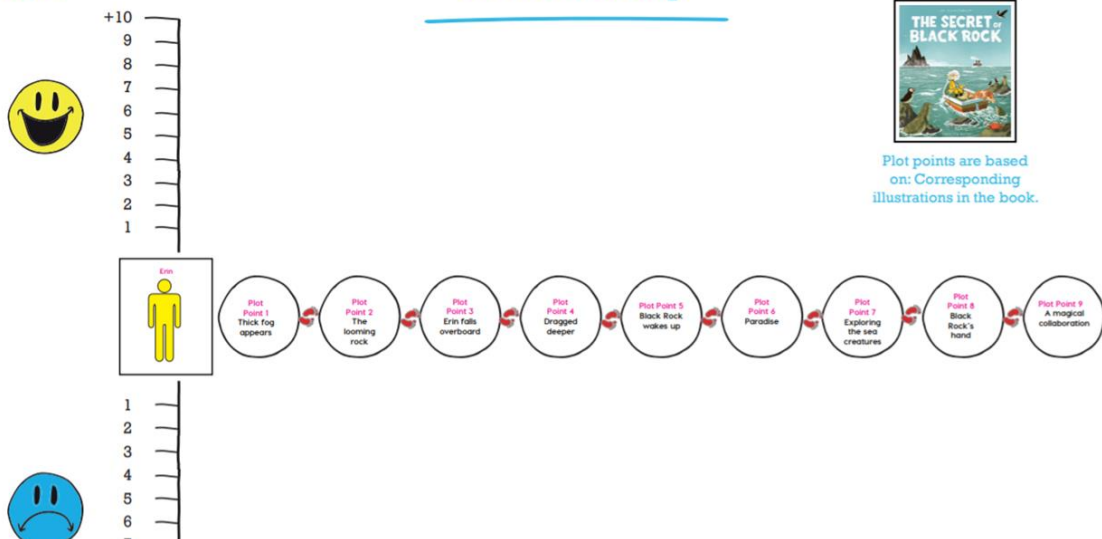 +10
9
8
7
6
5
4
3
2
1
THE SECRET OF
BLACK ROCK
Plot points are based
on: Corresponding
illustrations in the book.
Erin
Plot
Point 1
Thick fog
appears
Plot
Point 2
The
looming
rock
Plot
Point 3
Erin falls
overboard
Plot
Point 4
Dragged
deeper
Plot Point 5
Black Rock
wakes up
Plot
Point 6
Paradise
Plot
Point 7
Exploring
the sea
creatures
Plot
Point 8
Black
Rock's
hand
Plot Point 9
A magical
collaboration
1
2
3
4
5
6